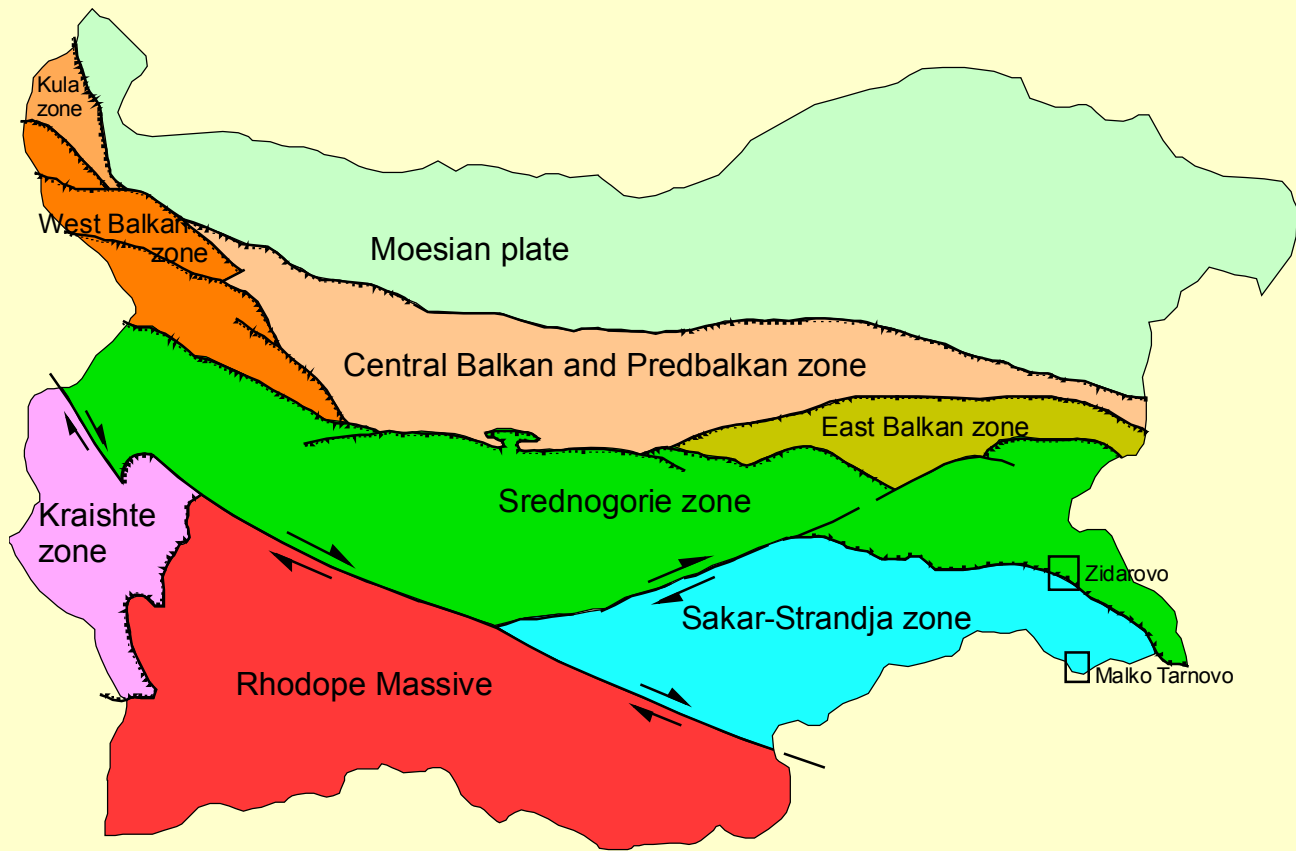 Kula
zone
West Balkan
zone
Moesian plate
Central Balkan and Predbalkan zone
East Balkan zone
Srednogorie zone
Kraishte
zone
Zidarovo
Sakar-Strandja zone
Malko Tarnovo
Rhodope Massive